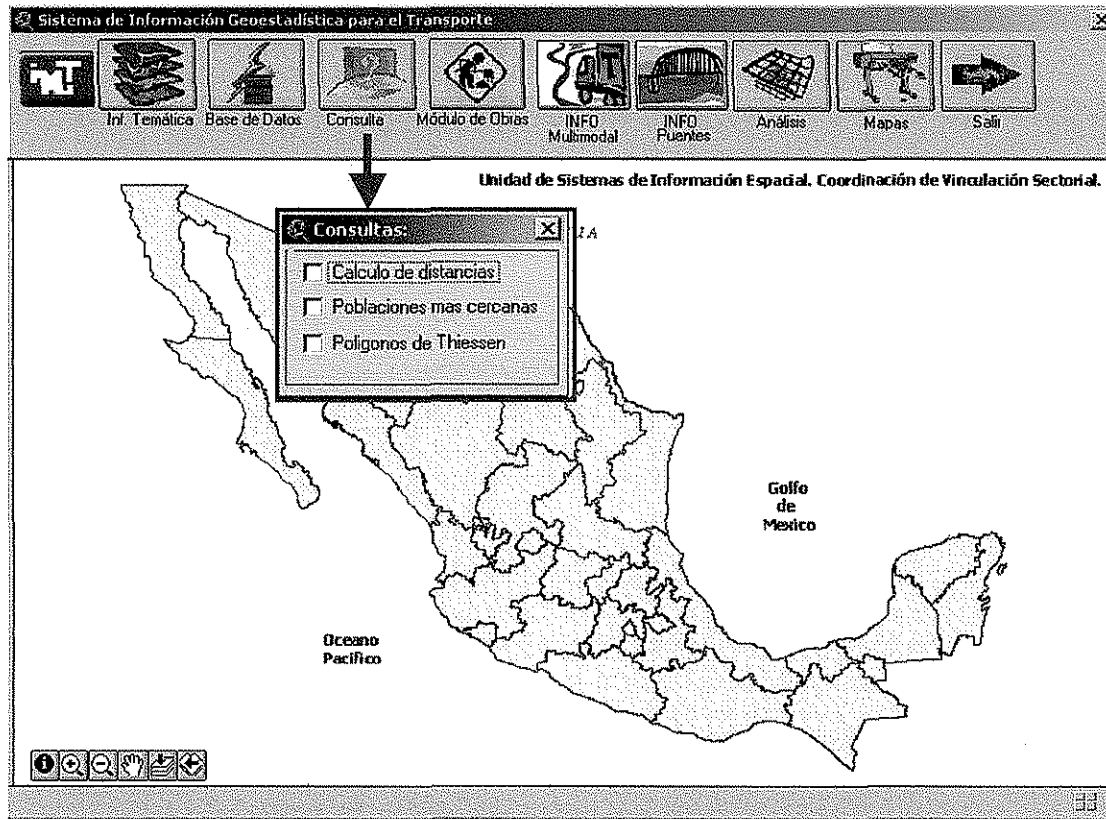 Sistema de Información Geoestadística para el Transporte
iMT
Inf. Temática
Base de Datos
Consulta
Módulo de Obras
INFO
Multimodal
INFO
Puentes
Análisis
Mapas
Salir
Unidad de Sistemas de Información Espacial. Coordinación de Vinculación Sectorial.
Consultas:
Calculo de distancias
Poblaciones mas cercanas
Poligonos de Thiessen
Golfo
de
Mexico
Oceano
Pacifico